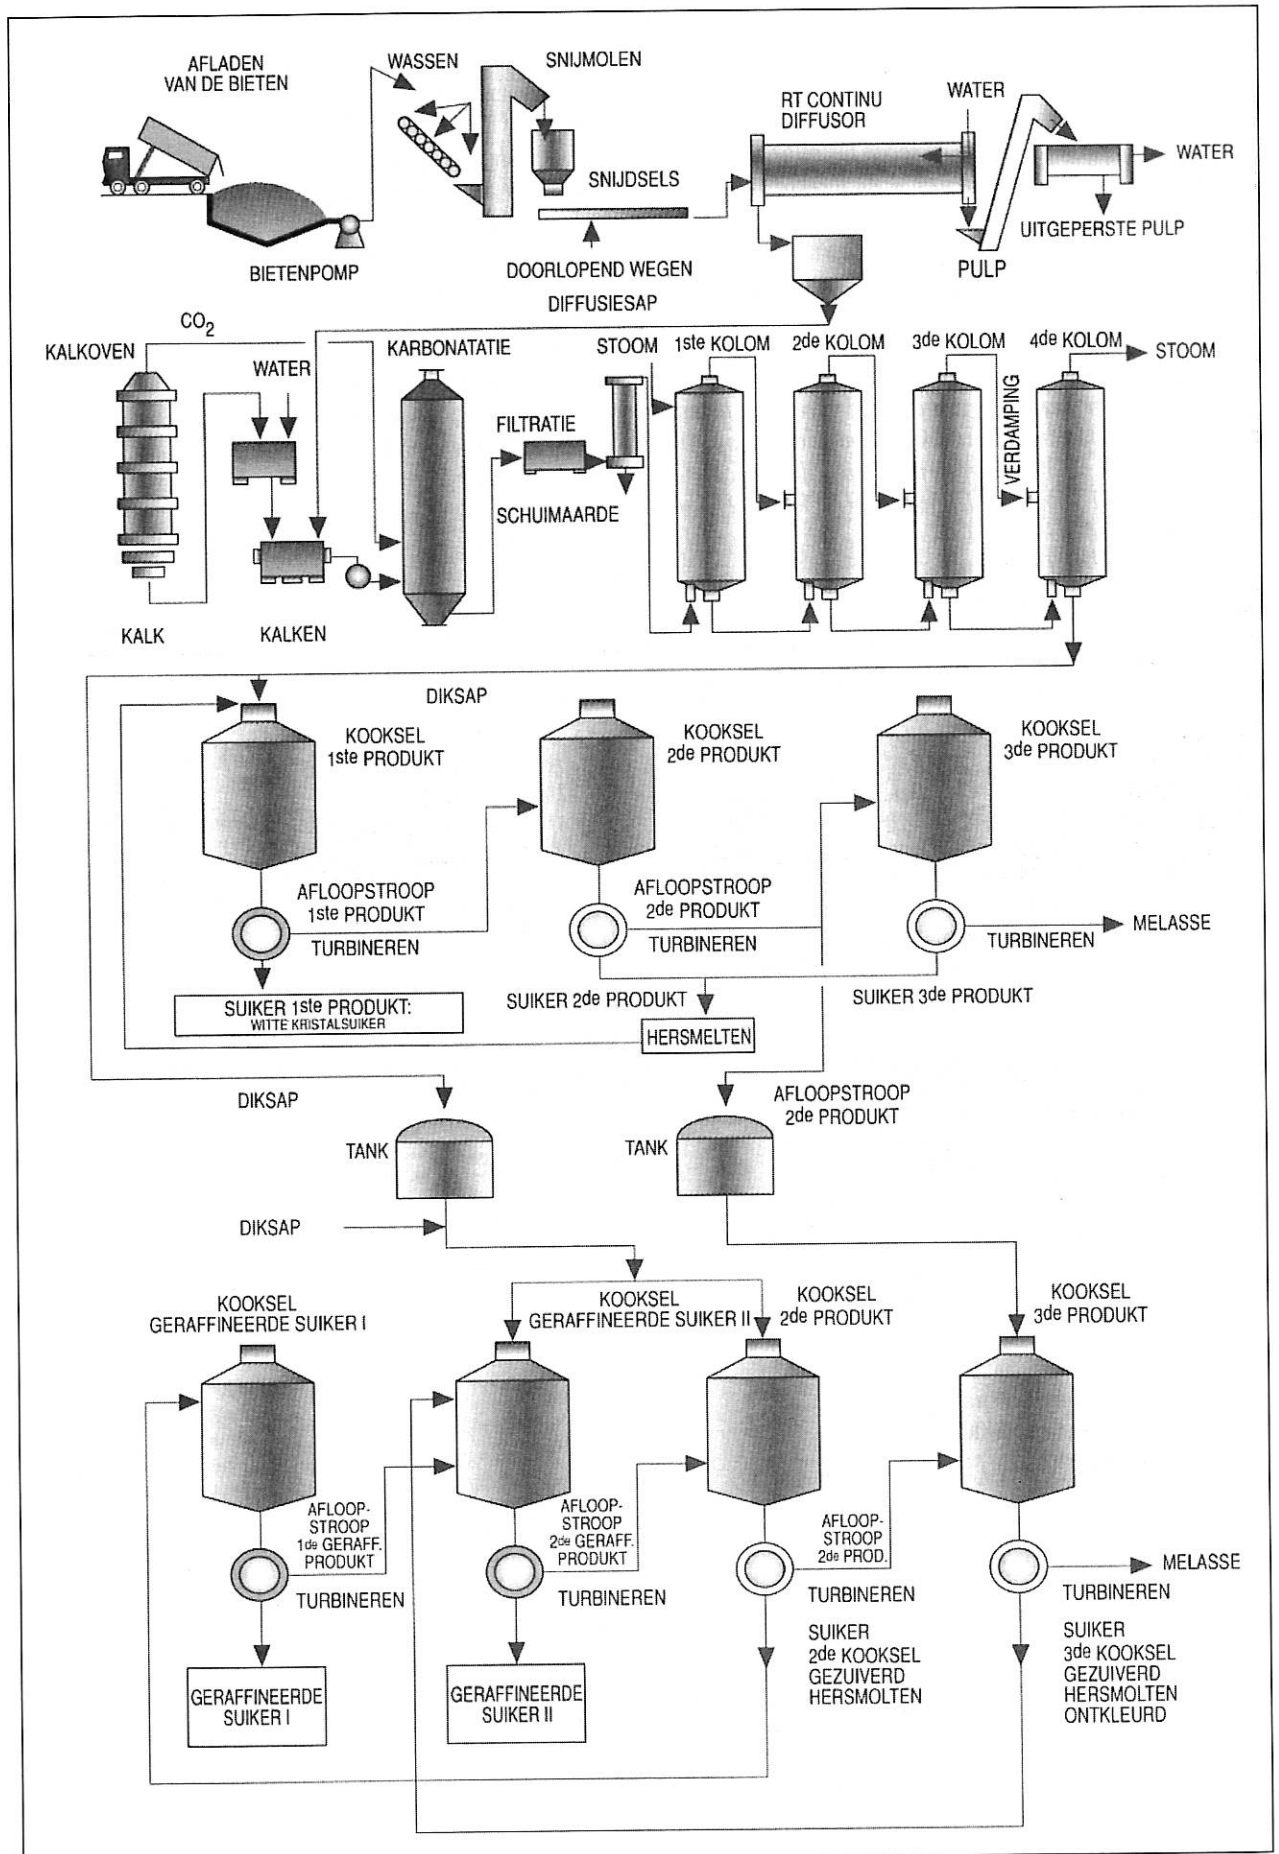 AFLADEN
VAN DE BIETEN
WASSEN
SNIJMOLEN
RT CONTINU
DIFFUSOR
WATER
WATER
SNIJDSELS
UITGEPERSTE PULP
BIETENPOMP
DOORLOPEND WEGEN
PULP
DIFFUSIESAP
CO2
KALKOVEN
WATER
KARBONATATIE
STOOM
1ste KOLOM
2de KOLOM
3de KOLOM
4de KOLOM
STOOM
VERDAMPING
FILTRATIE
SCHUIMAARDE
KALK
KALKEN
DIKSAP
KOOKSEL
1ste PRODUKT
KOOKSEL
2de PRODUKT
KOOKSEL
3de PRODUKT
AFLOOPSTROOP
1ste PRODUKT
TURBINEREN
AFLOOPSTROOP
2de PRODUKT
TURBINEREN
TURBINEREN
MELASSE
SUIKER 1ste PRODUKT:
WITTE KRISTALSUIKER
SUIKER 2de PRODUKT
SUIKER 3de PRODUKT
HERSMELTEN
DIKSAP
AFLOOPSTROOP
2de PRODUKT
TANK
TANK
DIKSAP
KOOKSEL
GERAFFINEERDE SUIKER I
KOOKSEL
GERAFFINEERDE SUIKER II
KOOKSEL
2de PRODUKT
KOOKSEL
3de PRODUKT
AFLOOP-
STROOP
1de GERAFF.
PRODUKT
TURBINEREN
AFLOOP-
STROOP
2de GERAFF.
PRODUKT
TURBINEREN
AFLOOP-
STROOP
2de PROD.
TURBINEREN
MELASSE
TURBINEREN
GERAFFINEERDE
SUIKER I
GERAFFINEERDE
SUIKER II
SUIKER
2de KOOKSEL
GEZUIVERD
HERSMOLTEN
SUIKER
3de KOOKSEL
GEZUIVERD
HERSMOLTEN
ONTKLEURD